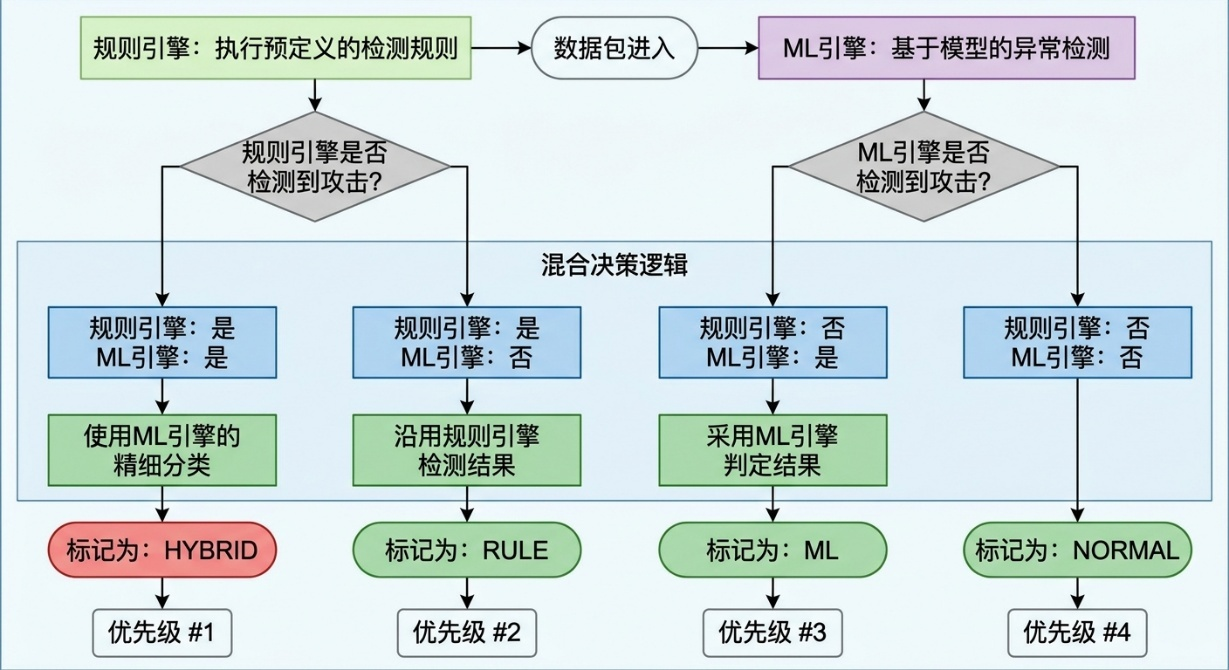 规则引擎：执行预定义的检测规则
数据包进入
ML引擎：基于模型的异常检测
规则引擎是否
检测到攻击?
ML引擎是否
检测到攻击?
混合决策逻辑
规则引擎：是
ML引擎：是
规则引擎：是
ML引擎：否
规则引擎：否
ML引擎：是
规则引擎：否
ML引擎：否
使用ML引擎的
精细分类
沿用规则引擎
检测结果
采用ML引擎
判定结果
标记为：HYBRID
标记为：RULE
标记为：ML
标记为：NORMAL
优先级 #1
优先级 #2
优先级 #3
优先级 #4